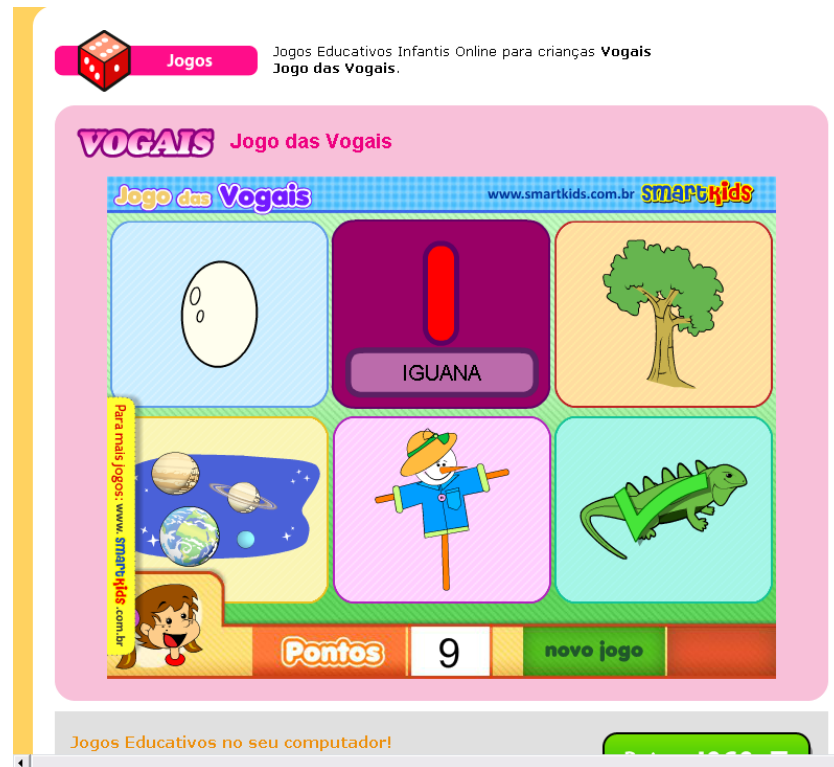 Jogos
Jogos Educativos Infantis Online para crianças Vogais
Jogo das Vogais.
VOGAIS Jogo das Vogais
Jogo das Vogais www.smartkids.com.br smartkids
I
IGUANA
Para mais jogos: www.smartkids.com.br
Pontos 9 novo jogo
Jogos Educativos no seu computador!